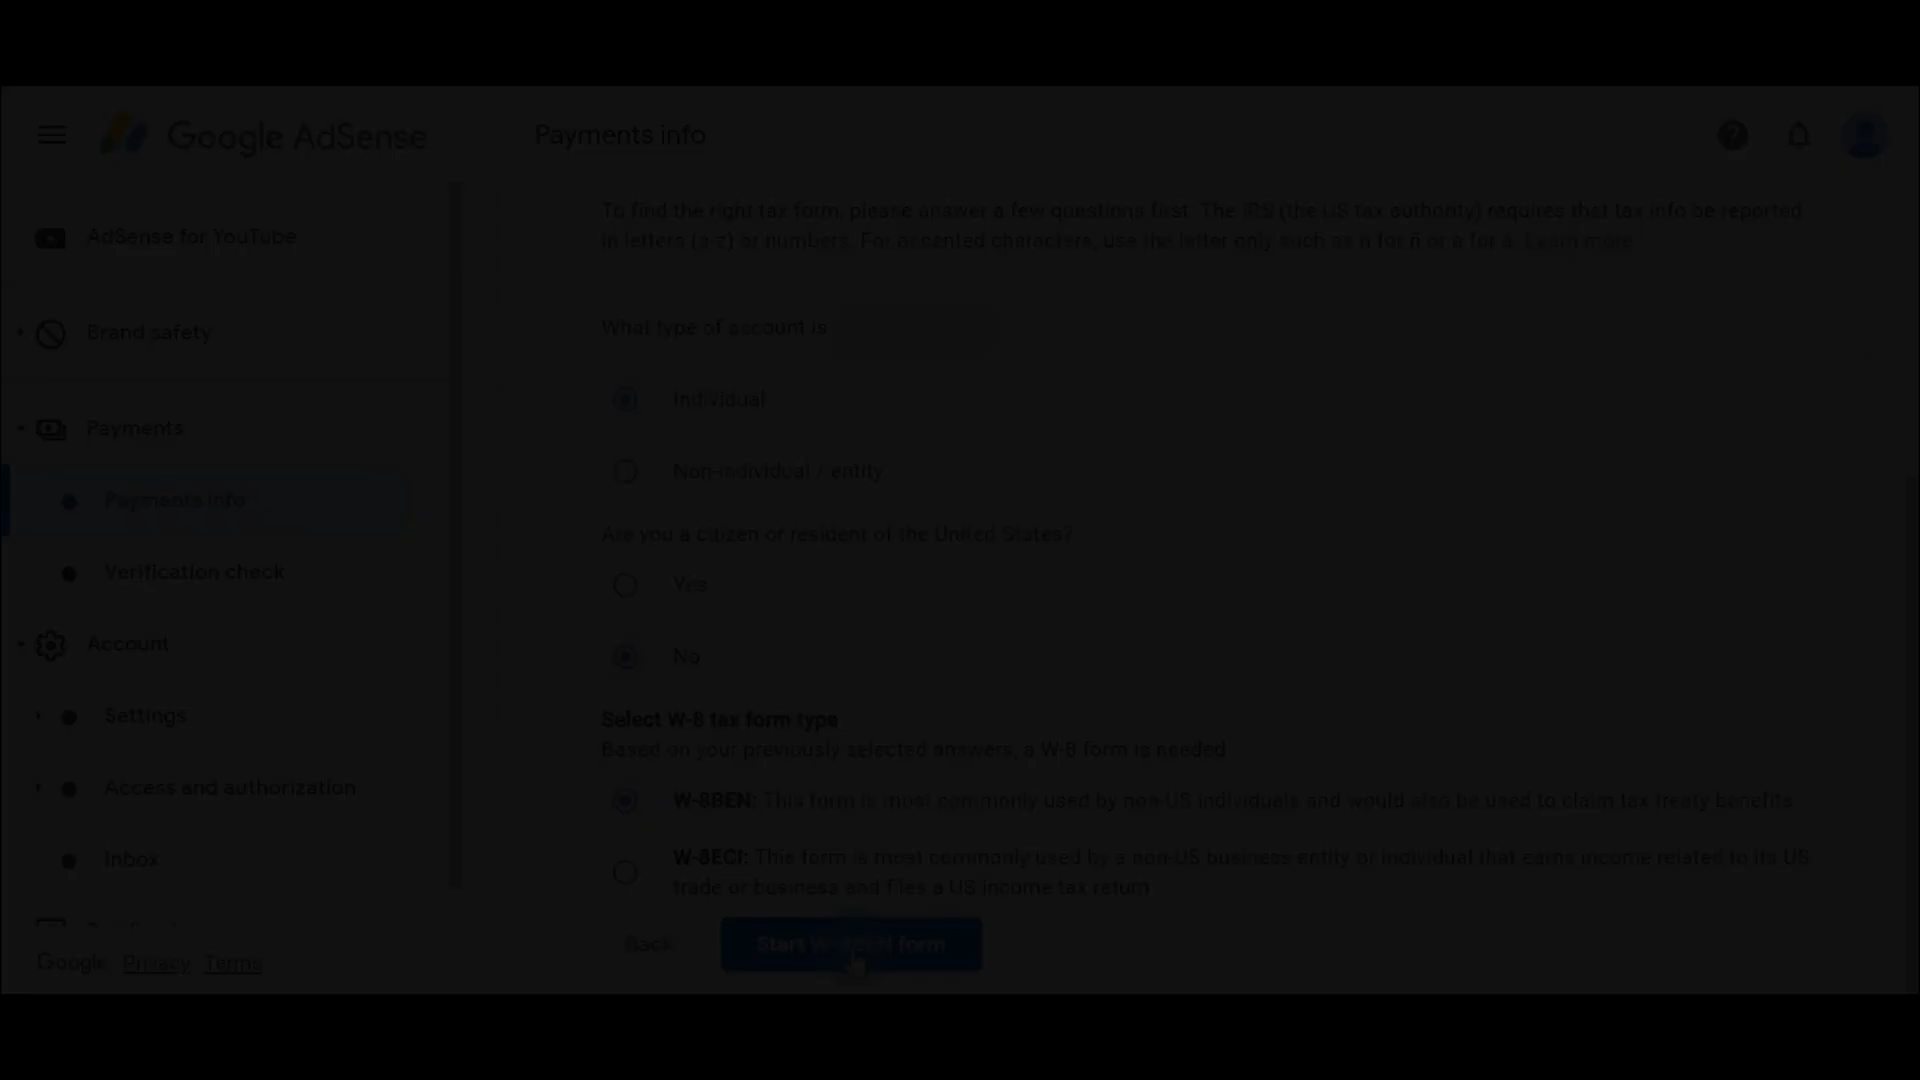 Google AdSense
Payments info
AdSense for YouTube
Brand safety
Payments
Payments info
Verification check
Account
Settings
Access and authorization
Inbox
Google Privacy Terms
To find the right tax form, please answer a few questions first. The IRS (the US tax authority) requires that tax info be reported
in letters (a-z) or numbers. For accented characters, use the letter only such as n for ñ or a for á. Learn more
What type of account is
Individual
Non-individual / entity
Are you a citizen or resident of the United States?
Yes
No
Select W-8 tax form type
Based on your previously selected answers, a W-8 form is needed
W-8BEN: This form is most commonly used by non-US individuals and would also be used to claim tax treaty benefits
W-8ECI: This form is most commonly used by a non-US business entity or individual that earns income related to its US
trade or business and files a US income tax return
Back
Start W-8BEN form